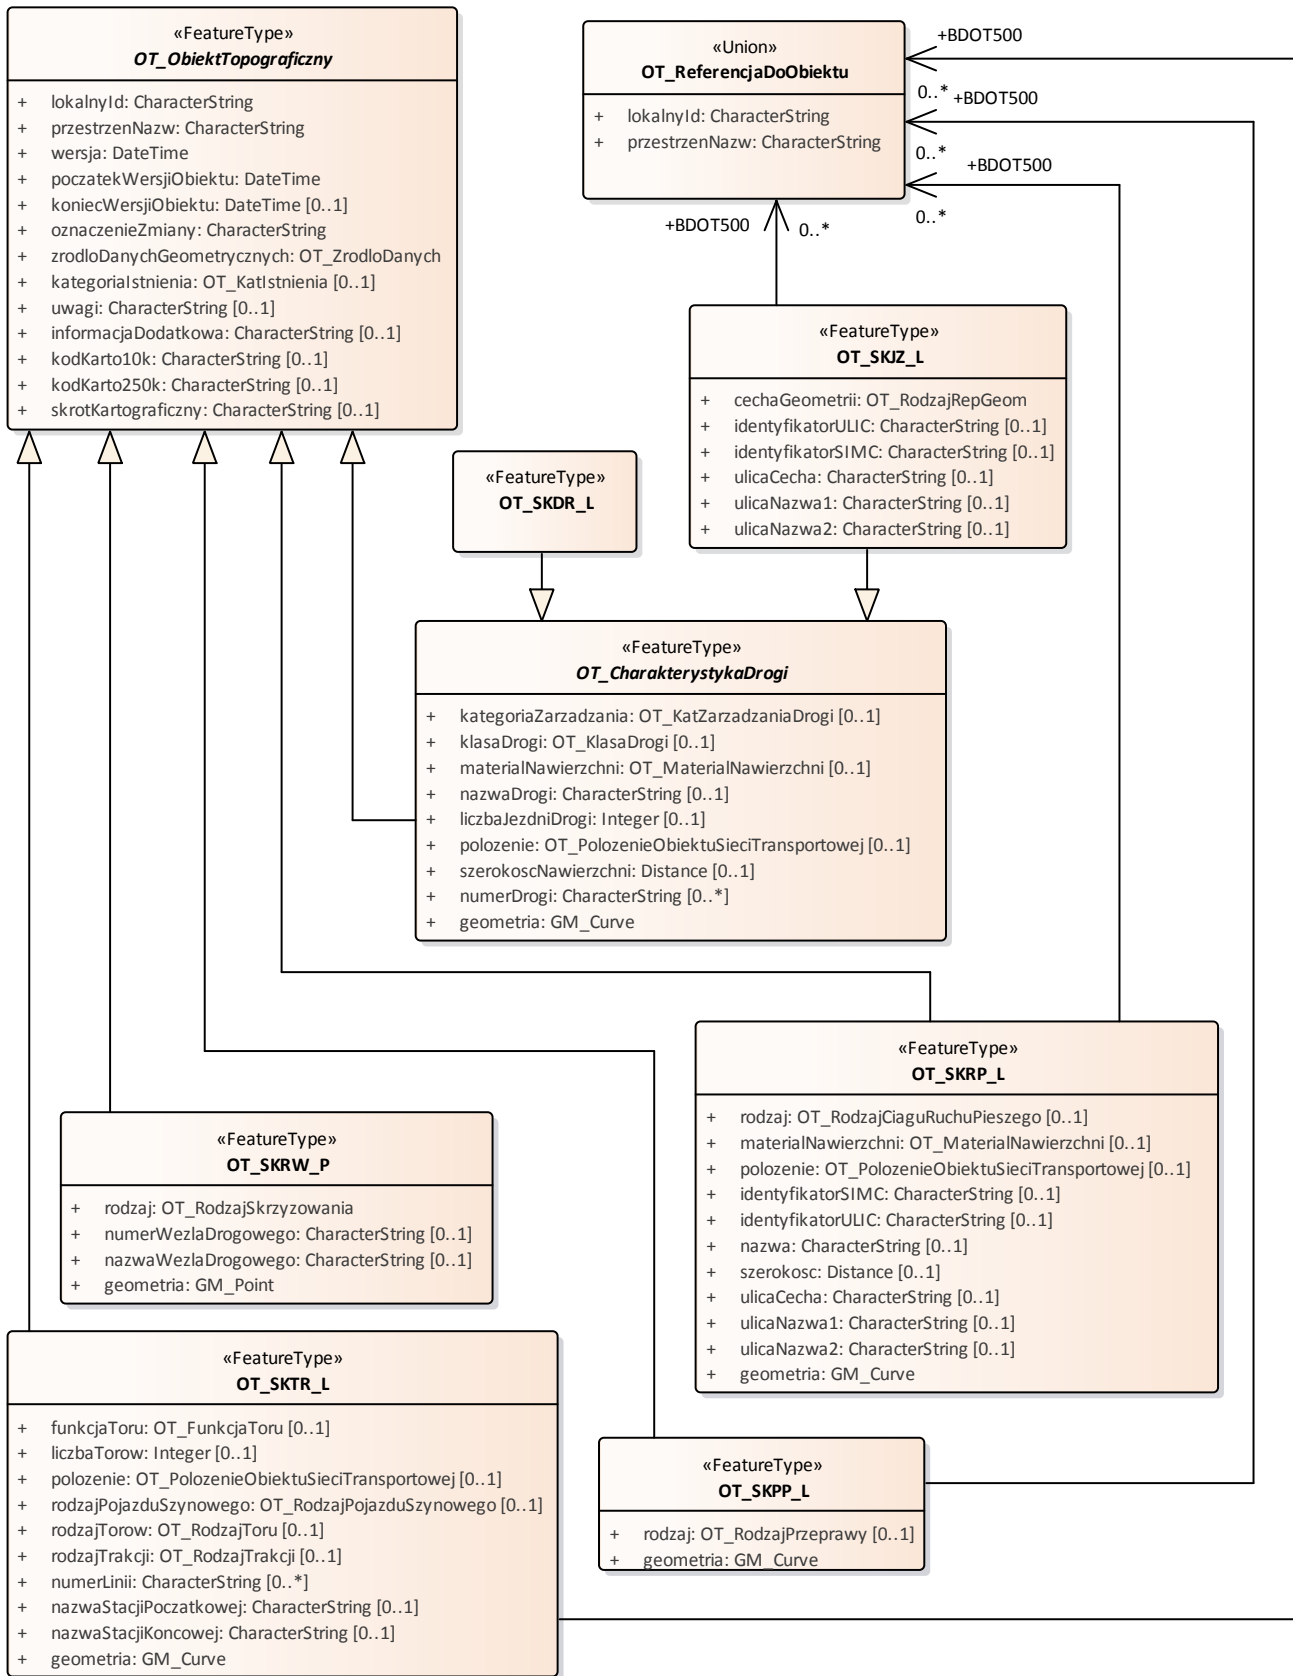 «FeatureType»
OT_ObiektTopograficzny
+ lokalnyId: CharacterString
+ przestrzenNazw: CharacterString
+ wersja: DateTime
+ poczatekWersjiObiektu: DateTime
+ koniecWersjiObiektu: DateTime [0..1]
+ oznaczenieZmiany: CharacterString
+ zrodloDanychGeometrycznych: OT_ZrodloDanych
+ kategoriaIstnienia: OT_KatIstnienia [0..1]
+ uwagi: CharacterString [0..1]
+ informacjaDodatkowa: CharacterString [0..1]
+ kodKarto10k: CharacterString [0..1]
+ kodKarto250k: CharacterString [0..1]
+ skrotKartograficzny: CharacterString [0..1]
«Union»
OT_ReferencjaDoObiektu
+ lokalnyId: CharacterString
+ przestrzenNazw: CharacterString
+BDOT500
0..*
+BDOT500
0..*
+BDOT500
0..*
+BDOT500
0..*
«FeatureType»
OT_SKJZ_L
+ cechaGeometrii: OT_RodzajRepGeom
+ identyfikatorULIC: CharacterString [0..1]
+ identyfikatorSIMC: CharacterString [0..1]
+ ulicaCecha: CharacterString [0..1]
+ ulicaNazwa1: CharacterString [0..1]
+ ulicaNazwa2: CharacterString [0..1]
«FeatureType»
OT_SKDR_L
«FeatureType»
OT_CharakterystykaDrogi
+ kategoriaZarzadzania: OT_KatZarzadzaniaDrogi [0..1]
+ klasaDrogi: OT_KlasaDrogi [0..1]
+ materialNawierzchni: OT_MaterialNawierzchni [0..1]
+ nazwaDrogi: CharacterString [0..1]
+ liczbaJezdniDrogi: Integer [0..1]
+ polozenie: OT_PolozenieObiektuSieciTransportowej [0..1]
+ szerokoscNawierzchni: Distance [0..1]
+ numerDrogi: CharacterString [0..*]
+ geometria: GM_Curve
«FeatureType»
OT_SKRP_L
+ rodzaj: OT_RodzajCiaguRuchuPieszego [0..1]
+ materialNawierzchni: OT_MaterialNawierzchni [0..1]
+ polozenie: OT_PolozenieObiektuSieciTransportowej [0..1]
+ identyfikatorSIMC: CharacterString [0..1]
+ identyfikatorULIC: CharacterString [0..1]
+ nazwa: CharacterString [0..1]
+ szerokosc: Distance [0..1]
+ ulicaCecha: CharacterString [0..1]
+ ulicaNazwa1: CharacterString [0..1]
+ ulicaNazwa2: CharacterString [0..1]
+ geometria: GM_Curve
«FeatureType»
OT_SKRW_P
+ rodzaj: OT_RodzajSkrzyzowania
+ numerWezlaDrogowego: CharacterString [0..1]
+ nazwaWezlaDrogowego: CharacterString [0..1]
+ geometria: GM_Point
«FeatureType»
OT_SKTR_L
+ funkcjaToru: OT_FunkcjaToru [0..1]
+ liczbaTorow: Integer [0..1]
+ polozenie: OT_PolozenieObiektuSieciTransportowej [0..1]
+ rodzajPojazduSzynowego: OT_RodzajPojazduSzynowego [0..1]
+ rodzajTorow: OT_RodzajToru [0..1]
+ rodzajTrakcji: OT_RodzajTrakcji [0..1]
+ numerLinii: CharacterString [0..*]
+ nazwaStacjiPoczatkowej: CharacterString [0..1]
+ nazwaStacjiKoncowej: CharacterString [0..1]
+ geometria: GM_Curve
«FeatureType»
OT_SKPP_L
+ rodzaj: OT_RodzajPrzeprawy [0..1]
+ geometria: GM_Curve